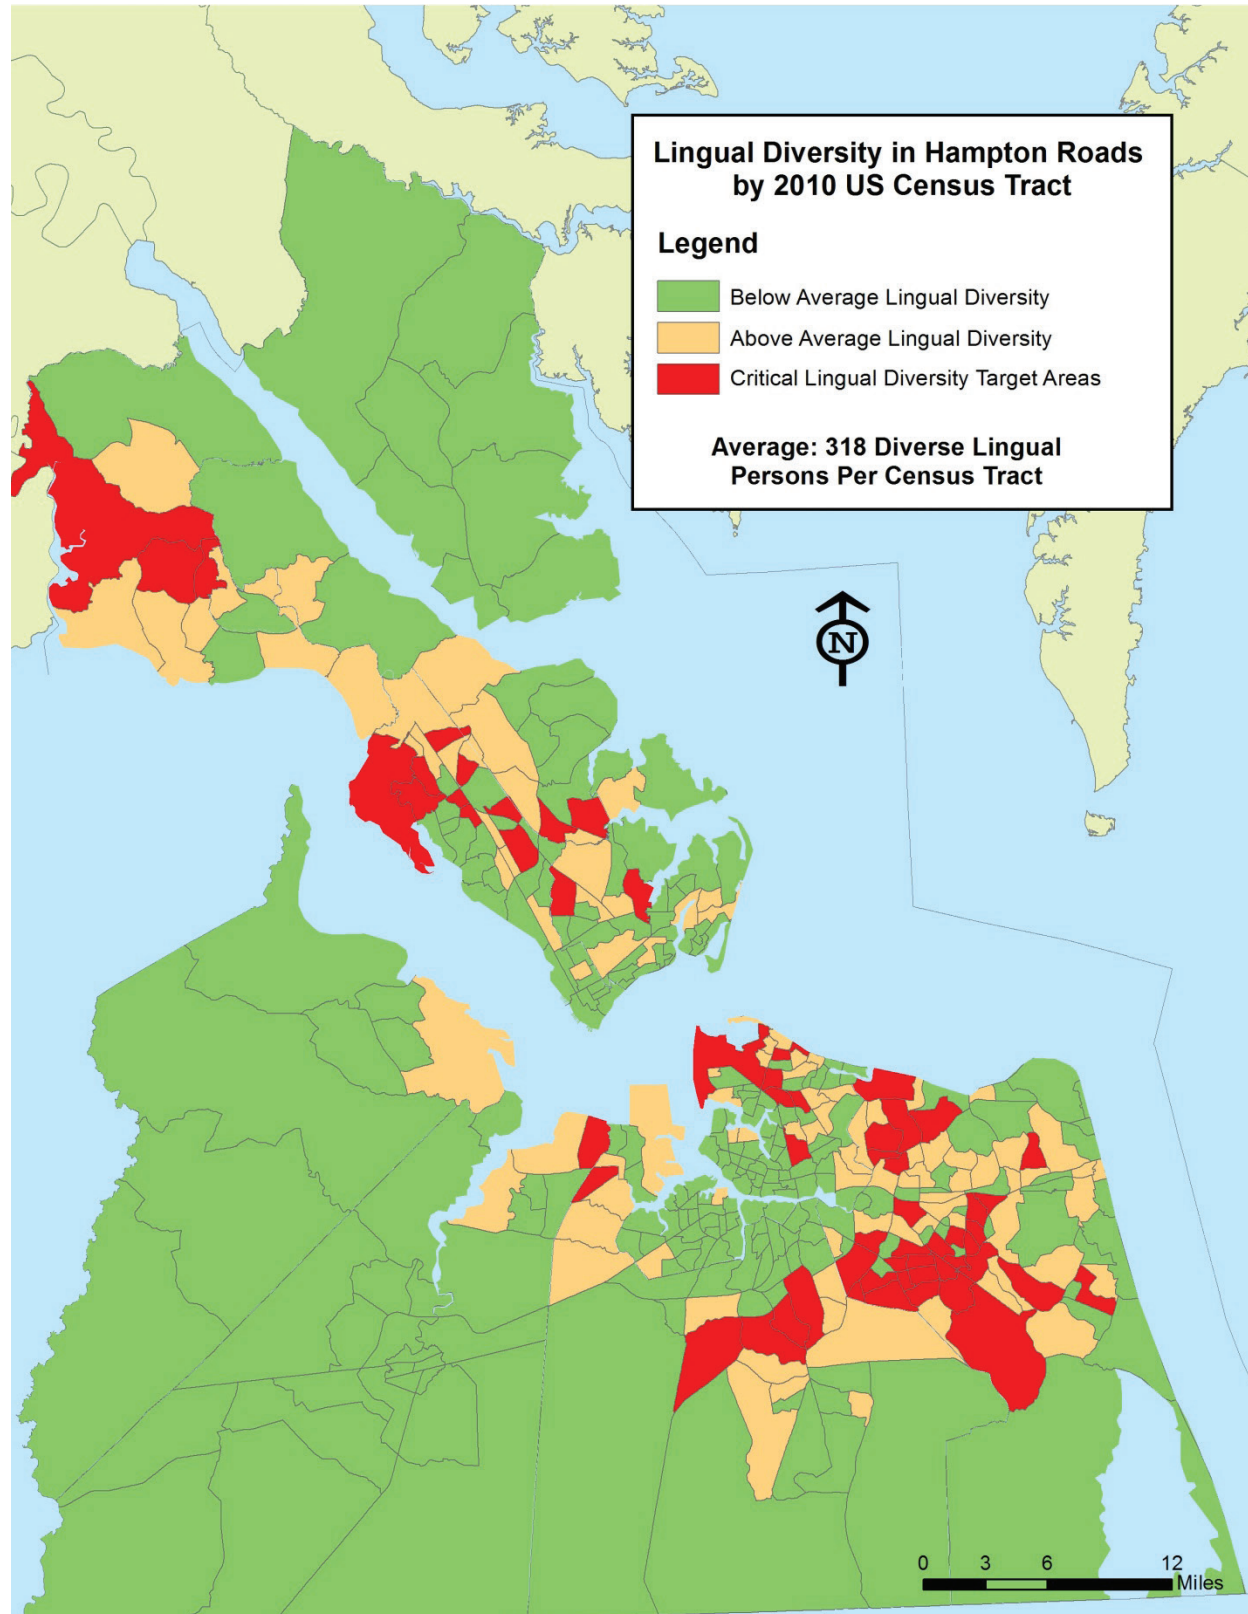 Lingual Diversity in Hampton Roads
by 2010 US Census Tract
Legend
Below Average Lingual Diversity
Above Average Lingual Diversity
Critical Lingual Diversity Target Areas
Average: 318 Diverse Lingual
Persons Per Census Tract
N
0 3 6 12
Miles